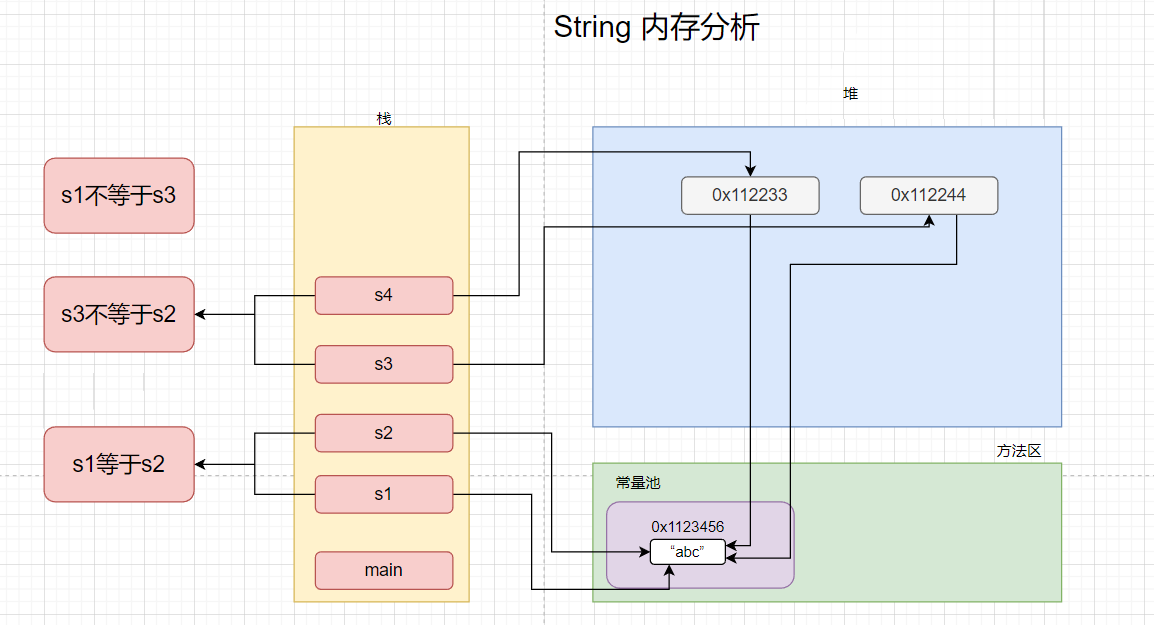 String 内存分析
堆
栈
s1不等于s3
0x112233
0x112244
s4
s3不等于s2
s3
s2
方法区
s1等于s2
常量池
s1
0x1123456
“abc”
main